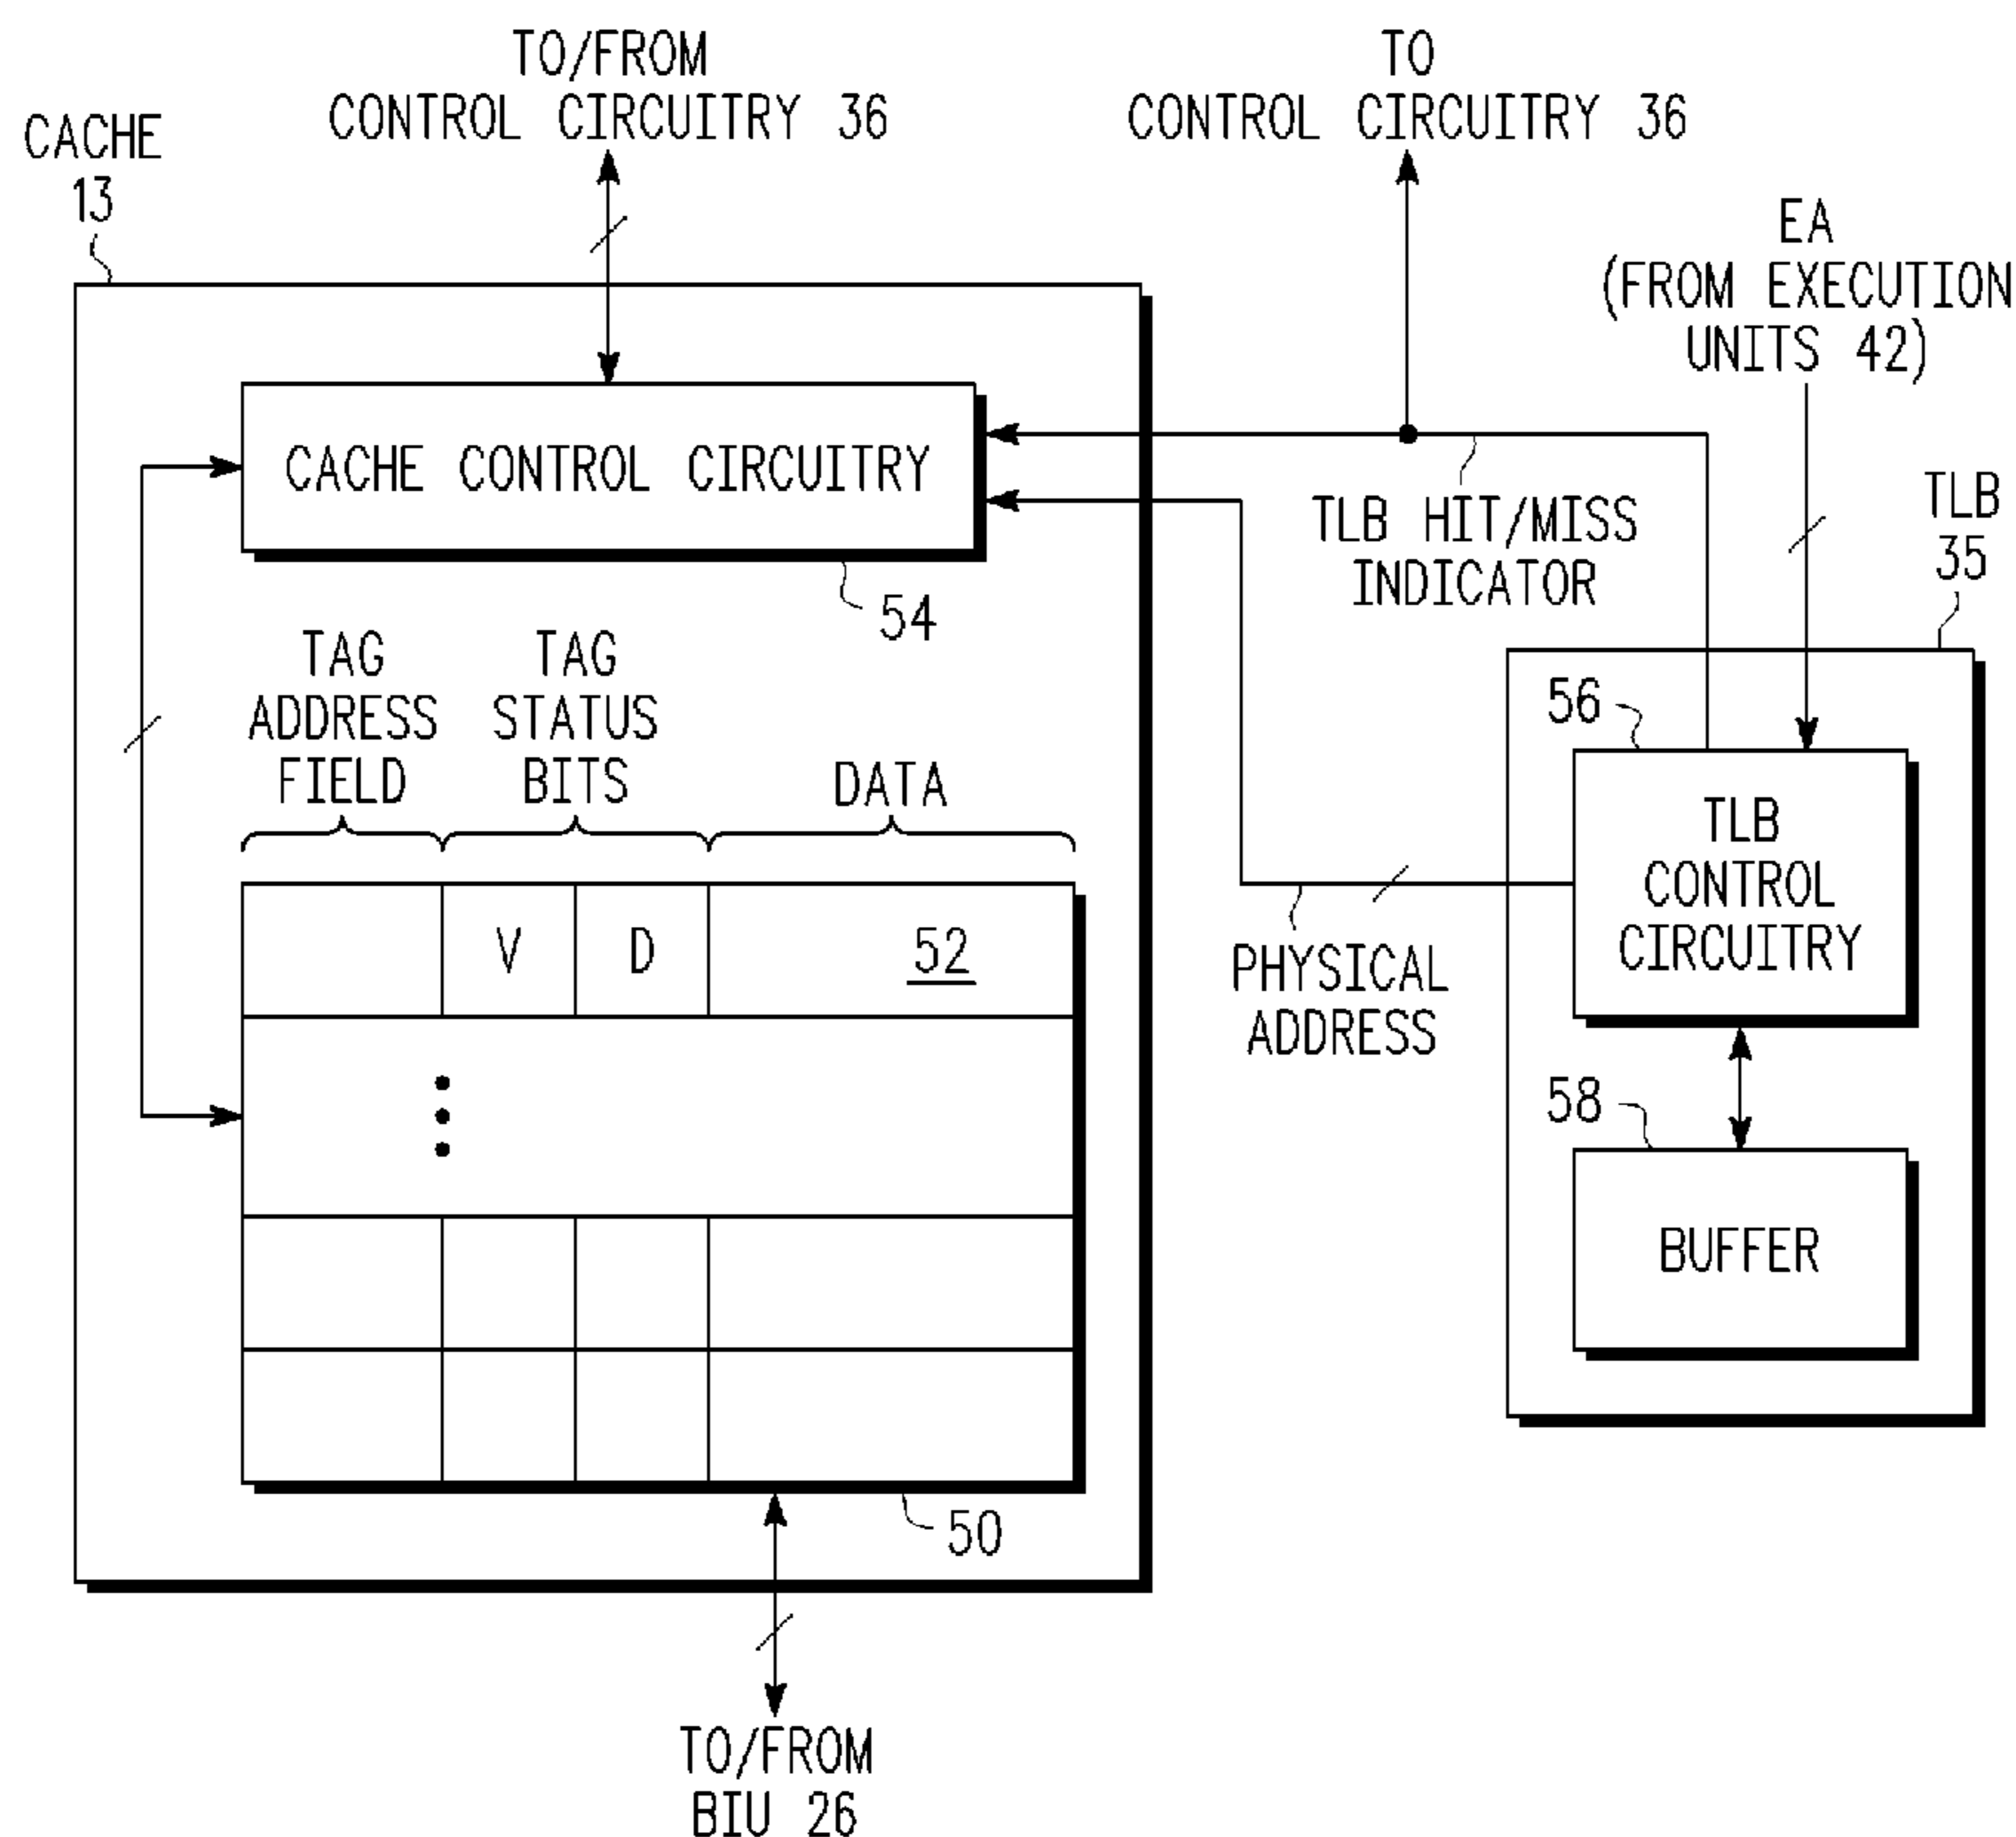 TO/FROM
CONTROL CIRCUITRY 36
TO
CONTROL CIRCUITRY 36
CACHE
13
EA
(FROM EXECUTION
UNITS 42)
CACHE CONTROL CIRCUITRY
54
TLB HIT/MISS
INDICATOR
TLB
35
TAG
ADDRESS
FIELD
TAG
STATUS
BITS
DATA
56
TLB
CONTROL
CIRCUITRY
V
D
52
PHYSICAL
ADDRESS
58
BUFFER
50
TO/FROM
BIU 26